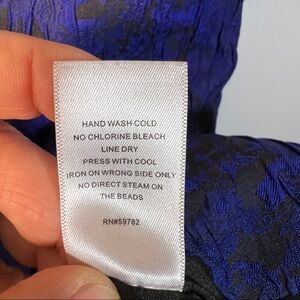 HAND WASH COLD
NO CHLORINE BLEACH
LINE DRY
PRESS WITH COOL
IRON ON WRONG SIDE ONLY
NO DIRECT STEAM ON
THE BEADS
RN#59782